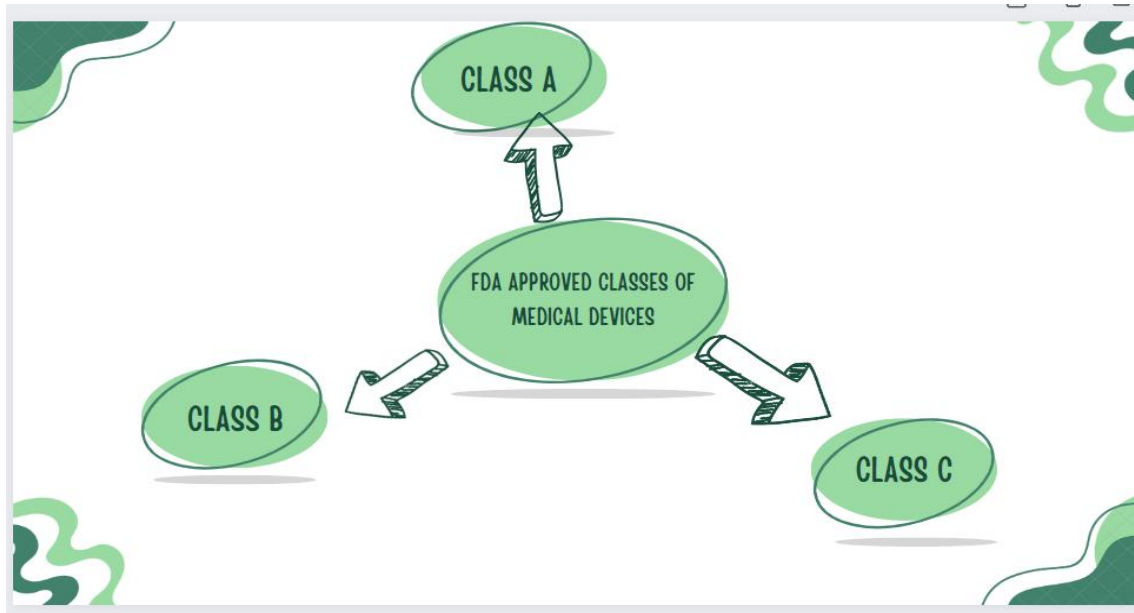 CLASS A
FDA APPROVED CLASSES OF
MEDICAL DEVICES
CLASS B
CLASS C